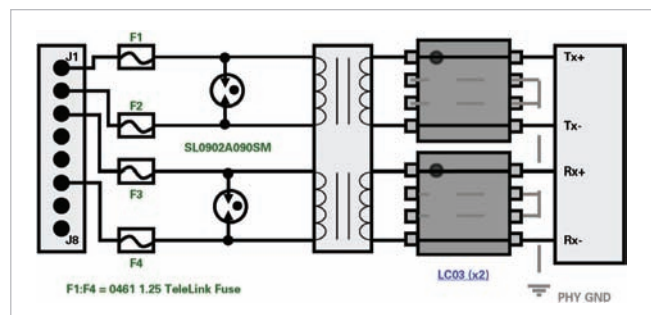 F1
J1
Tx+
F2
SL0902A090SM
Tx-
Rx+
F3
Rx-
J8
F4
LC03 (x2)
F1:F4 = 0461 1.25 TeleLink Fuse
PHY GND